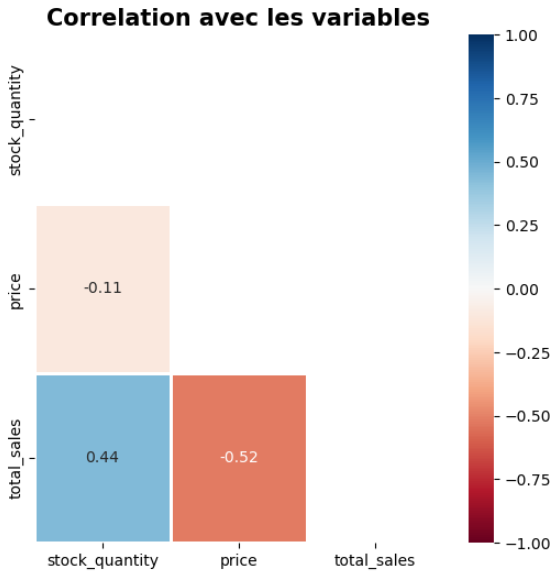 Correlation avec les variables
stock_quantity
price
total_sales
-0.11
0.44
-0.52
stock_quantity
price
total_sales
1.00
0.75
0.50
0.25
0.00
−0.25
−0.50
−0.75
−1.00